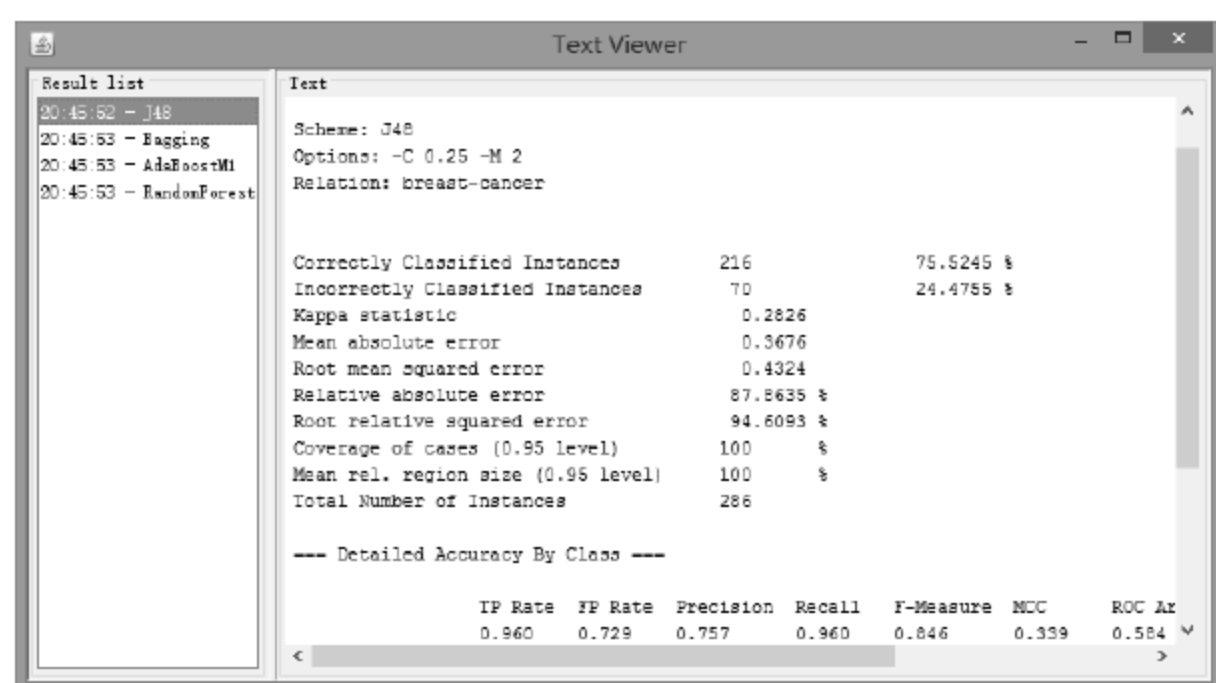 Text Viewer
Result list
20:45:52 - J48
20:45:53 - Bagging
20:45:53 - AdaBoostM1
20:45:53 - RandomForest
Text
Scheme: J48
Options: -C 0.25 -M 2
Relation: breast-cancer
Correctly Classified Instances 216 75.5245 %
Incorrectly Classified Instances 70 24.4755 %
Kappa statistic 0.2826
Mean absolute error 0.3676
Root mean squared error 0.4324
Relative absolute error 87.8635 %
Root relative squared error 94.6093 %
Coverage of cases (0.95 level) 100 %
Mean rel. region size (0.95 level) 100 %
Total Number of Instances 286
=== Detailed Accuracy By Class ===
TP Rate FP Rate Precision Recall F-Measure MCC ROC Ar
0.960 0.729 0.757 0.960 0.846 0.339 0.584